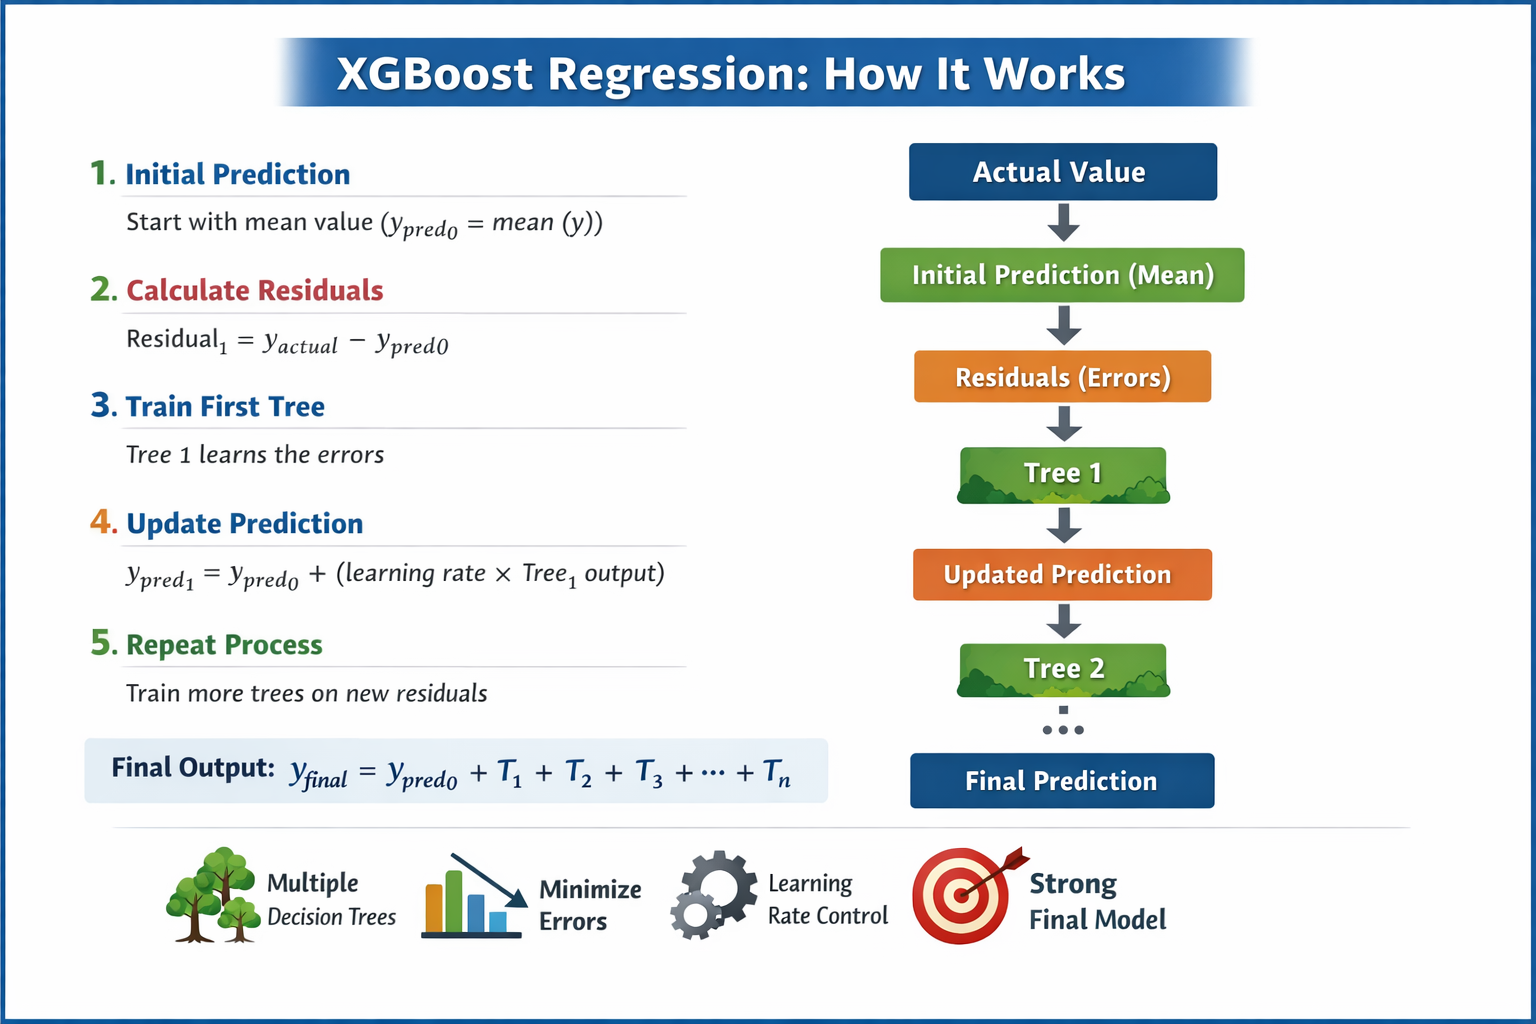 XGBoost Regression: How It Works
1. Initial Prediction
Start with mean value (y_pred₀ = mean (y))
2. Calculate Residuals
Residual₁ = y_actual − y_pred0
3. Train First Tree
Tree 1 learns the errors
4. Update Prediction
y_pred₁ = y_pred₀ + (learning rate × Tree₁ output)
5. Repeat Process
Train more trees on new residuals
Final Output: y_final = y_pred₀ + T₁ + T₂ + T₃ + ··· + Tₙ
Actual Value
Initial Prediction (Mean)
Residuals (Errors)
Tree 1
Updated Prediction
Tree 2
Final Prediction
Multiple
Decision Trees
Minimize
Errors
Learning
Rate Control
Strong
Final Model